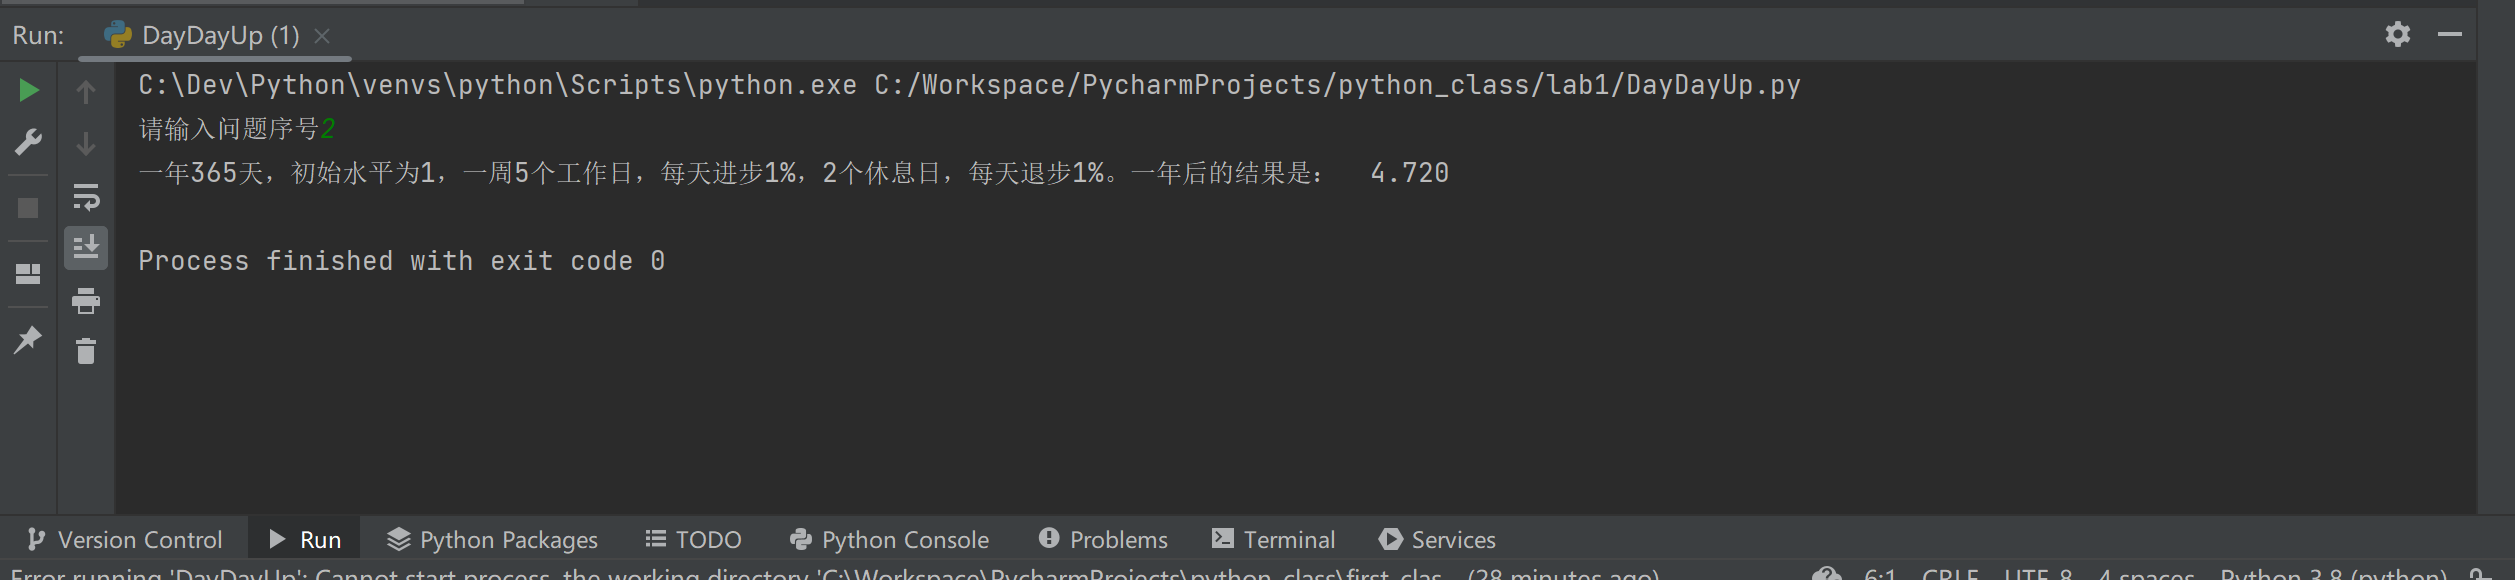 Run: DayDayUp (1)
C:\Dev\Python\venvs\python\Scripts\python.exe C:/Workspace/PycharmProjects/python_class/lab1/DayDayUp.py
请输入问题序号2
一年365天，初始水平为1，一周5个工作日，每天进步1%，2个休息日，每天退步1%。一年后的结果是： 4.720
Process finished with exit code 0
Version Control Run Python Packages TODO Python Console Problems Terminal Services
Error running 'DayDayUp': Cannot start process, the working directory 'C:\Workspace\PycharmProjects\python_class\first_clas... (28 minutes ago) 6:1 CRLF UTF-8 4 spaces Python 3.8 (python)